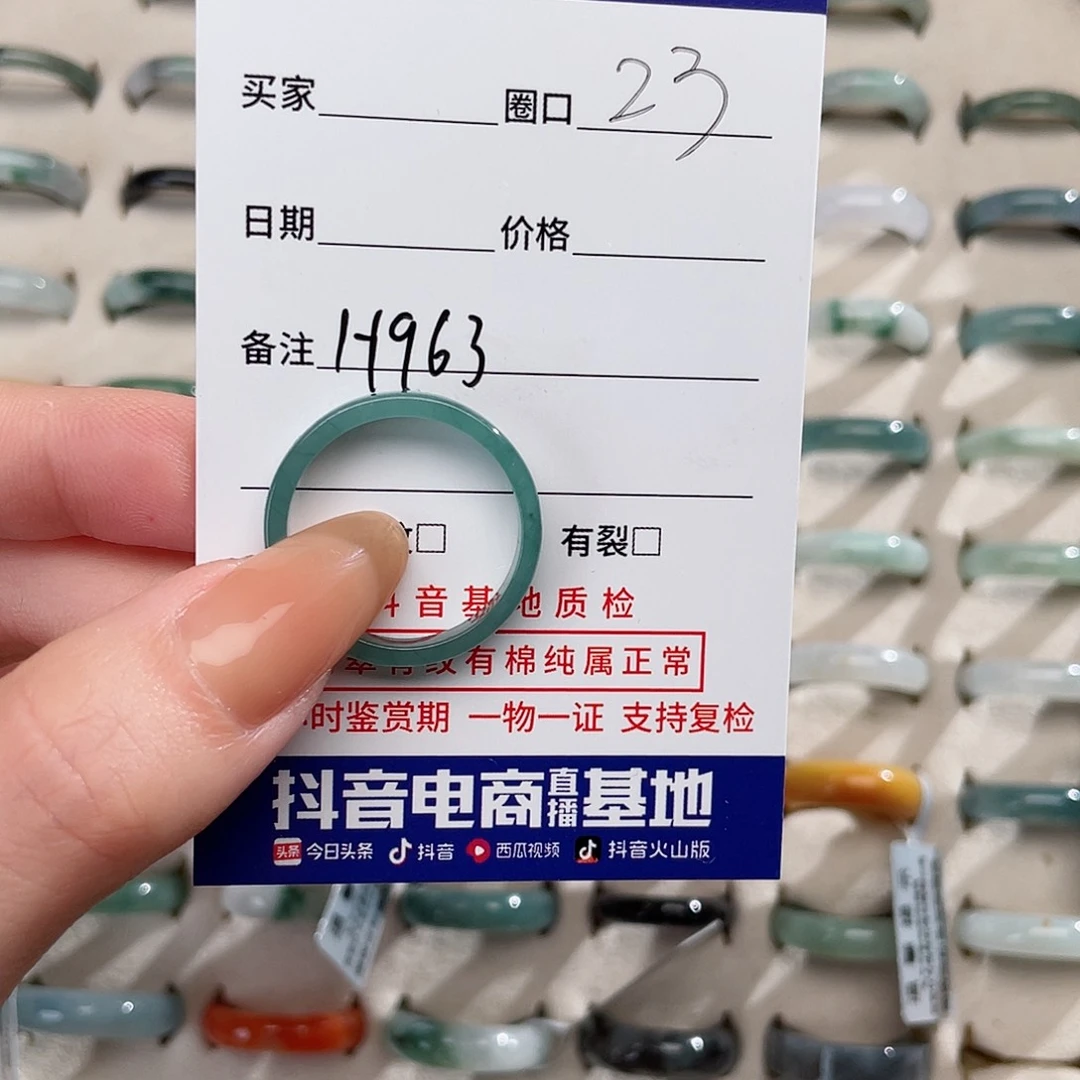 买家 圈口 23
日期 价格
备注 H963
有裂□
音基地质检
有纹有棉纯属正常
时鉴赏期 一物一证 支持复检
抖音电商直播基地
头条 今日头条 抖音 西瓜视频 抖音火山版